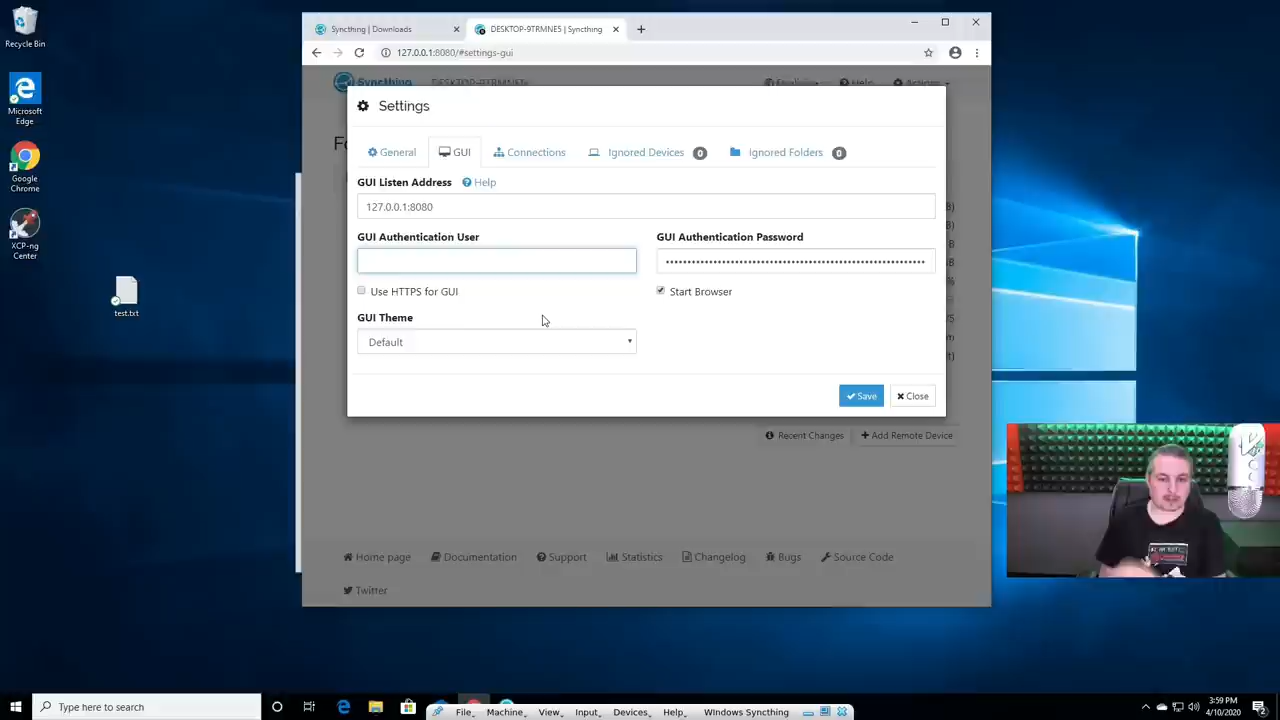 Recycle Bin
Microsoft Edge
Google Chrome
XCP-ng Center
test.txt
Syncthing | Downloads
DESKTOP-9TRMNE5 | Syncthing
127.0.0.1:8080/#settings-gui
Syncthing
Help
Actions
Settings
General
GUI
Connections
Ignored Devices 0
Ignored Folders 0
GUI Listen Address Help
127.0.0.1:8080
GUI Authentication User
GUI Authentication Password
Use HTTPS for GUI
Start Browser
GUI Theme
Default
Save
Close
Recent Changes
Add Remote Device
Home page
Documentation
Support
Statistics
Changelog
Bugs
Source Code
Twitter
Type here to search
File
Machine
View
Input
Devices
Help
Windows Syncthing
3:59 PM
4/10/2020